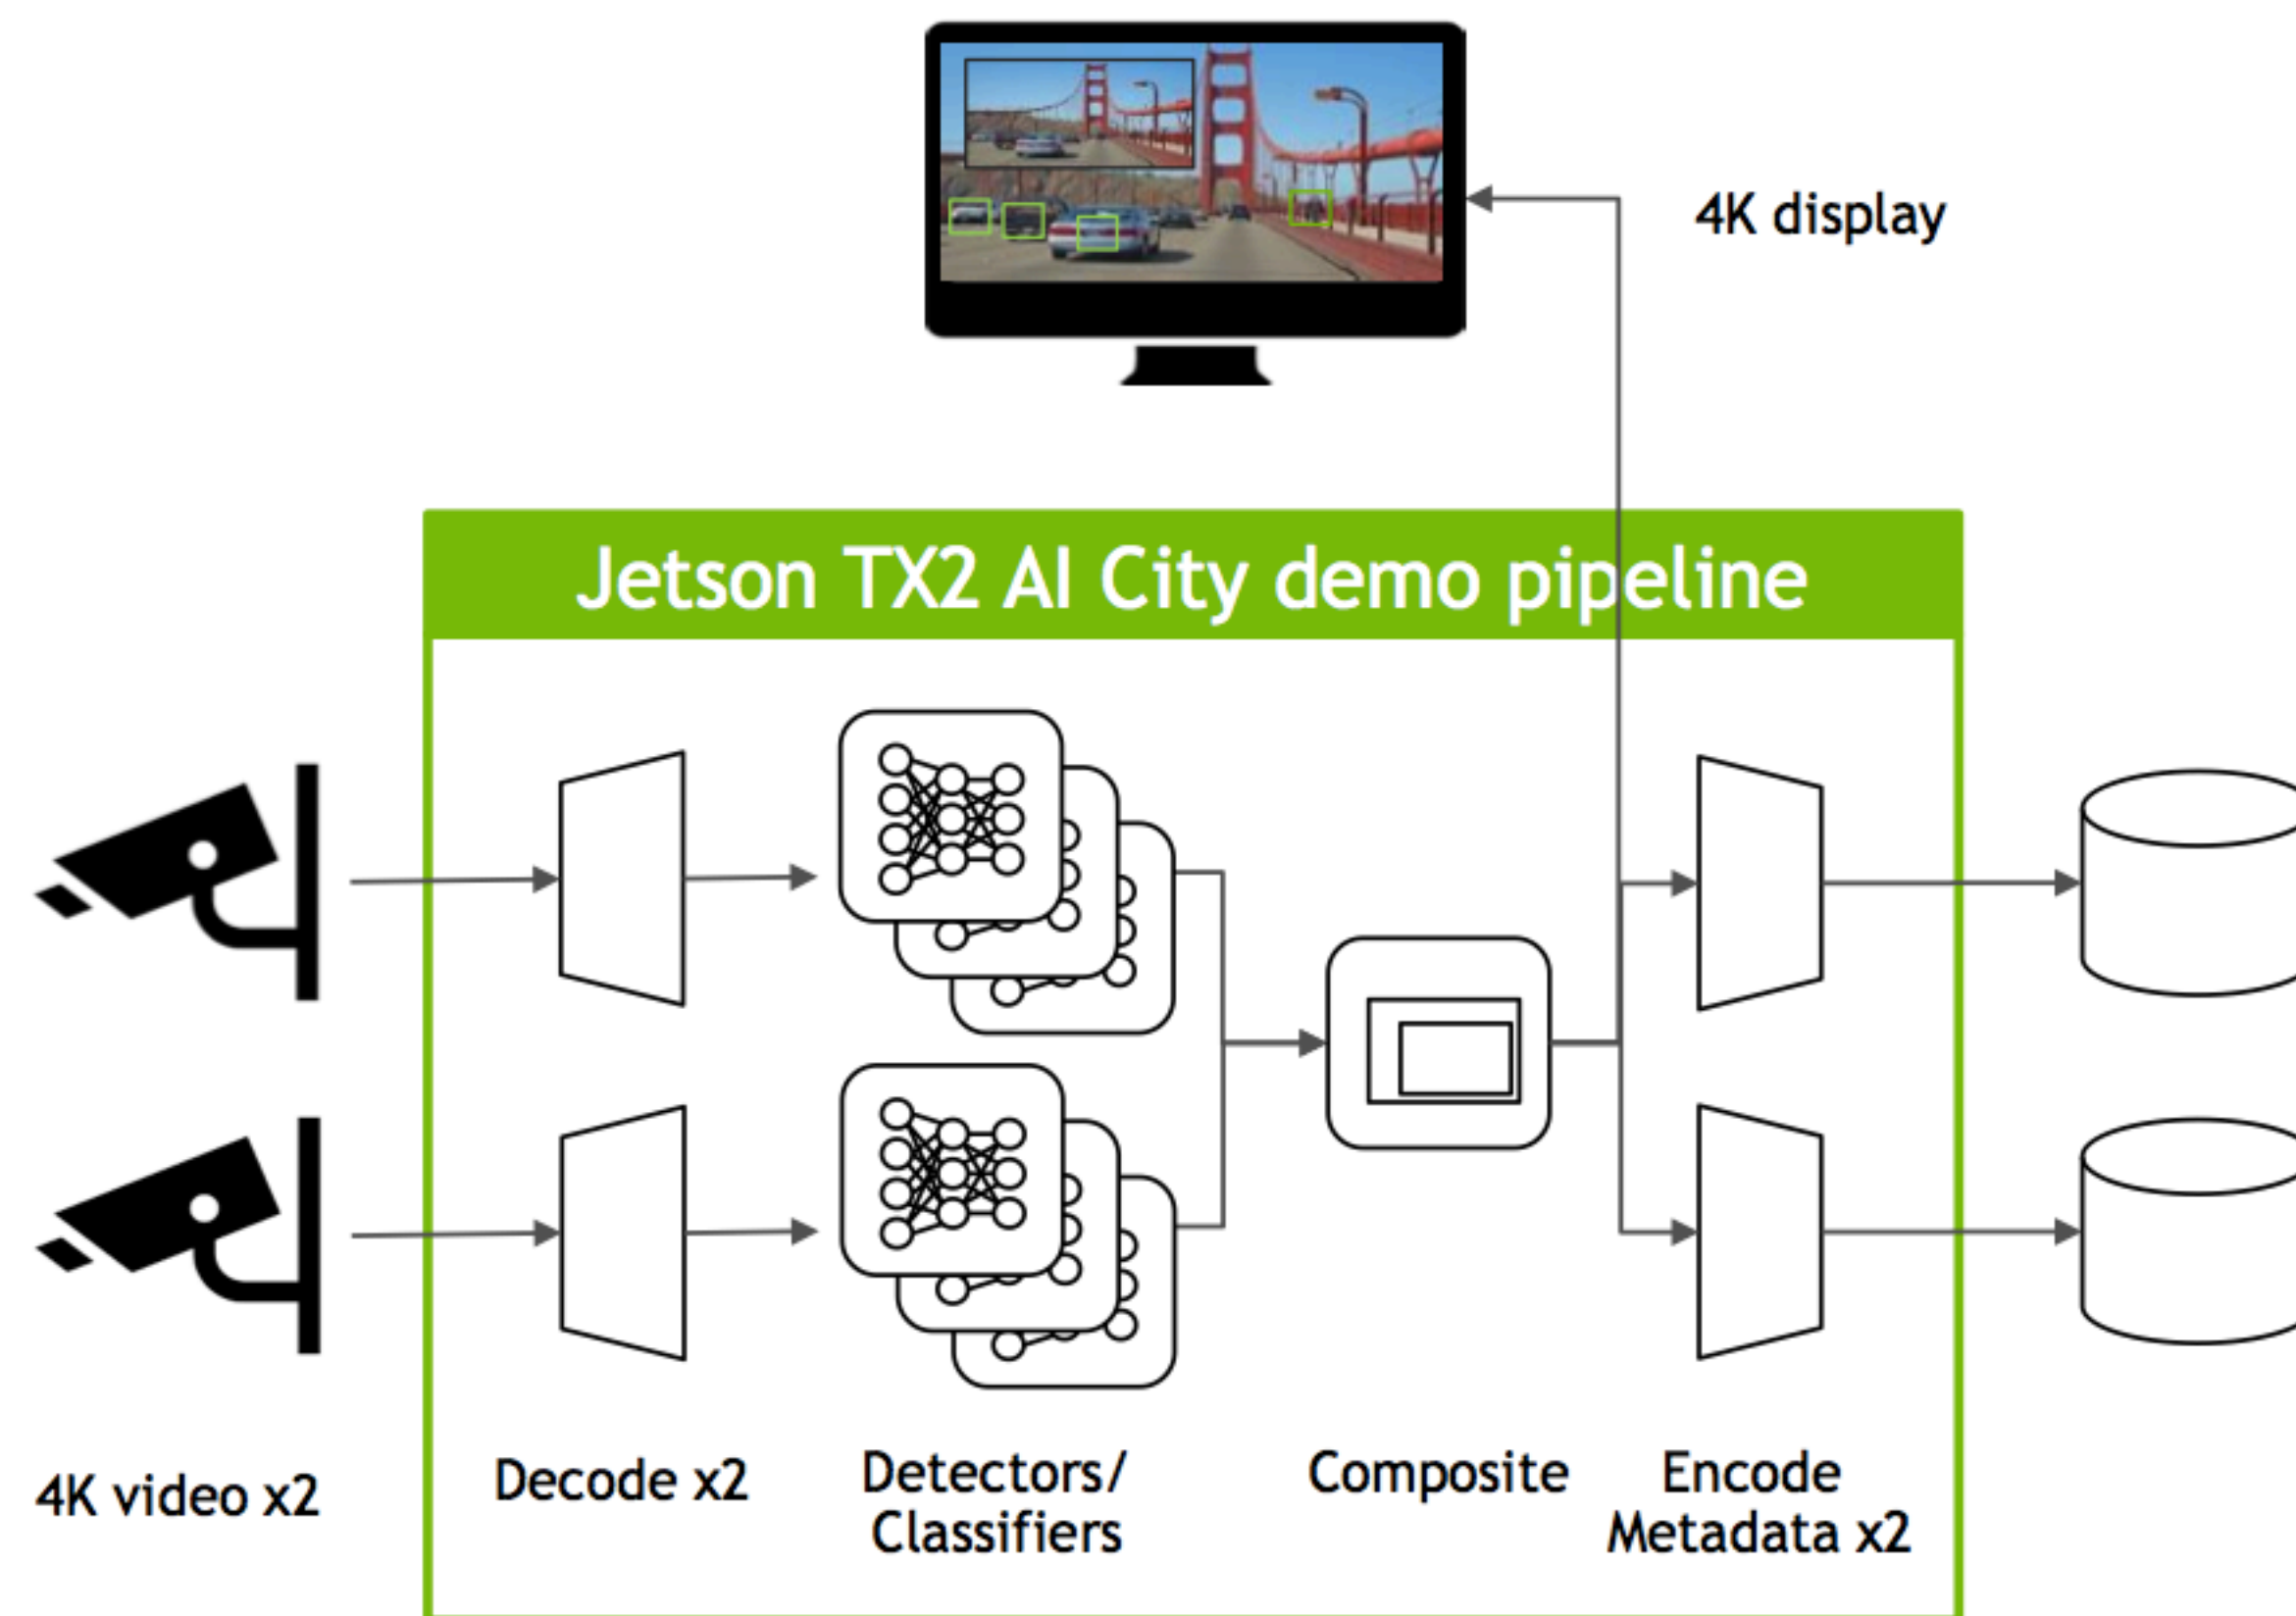 4K display
Jetson TX2 AI City demo pipeline
4K video x2
Decode x2
Detectors/
Classifiers
Composite
Encode
Metadata x2